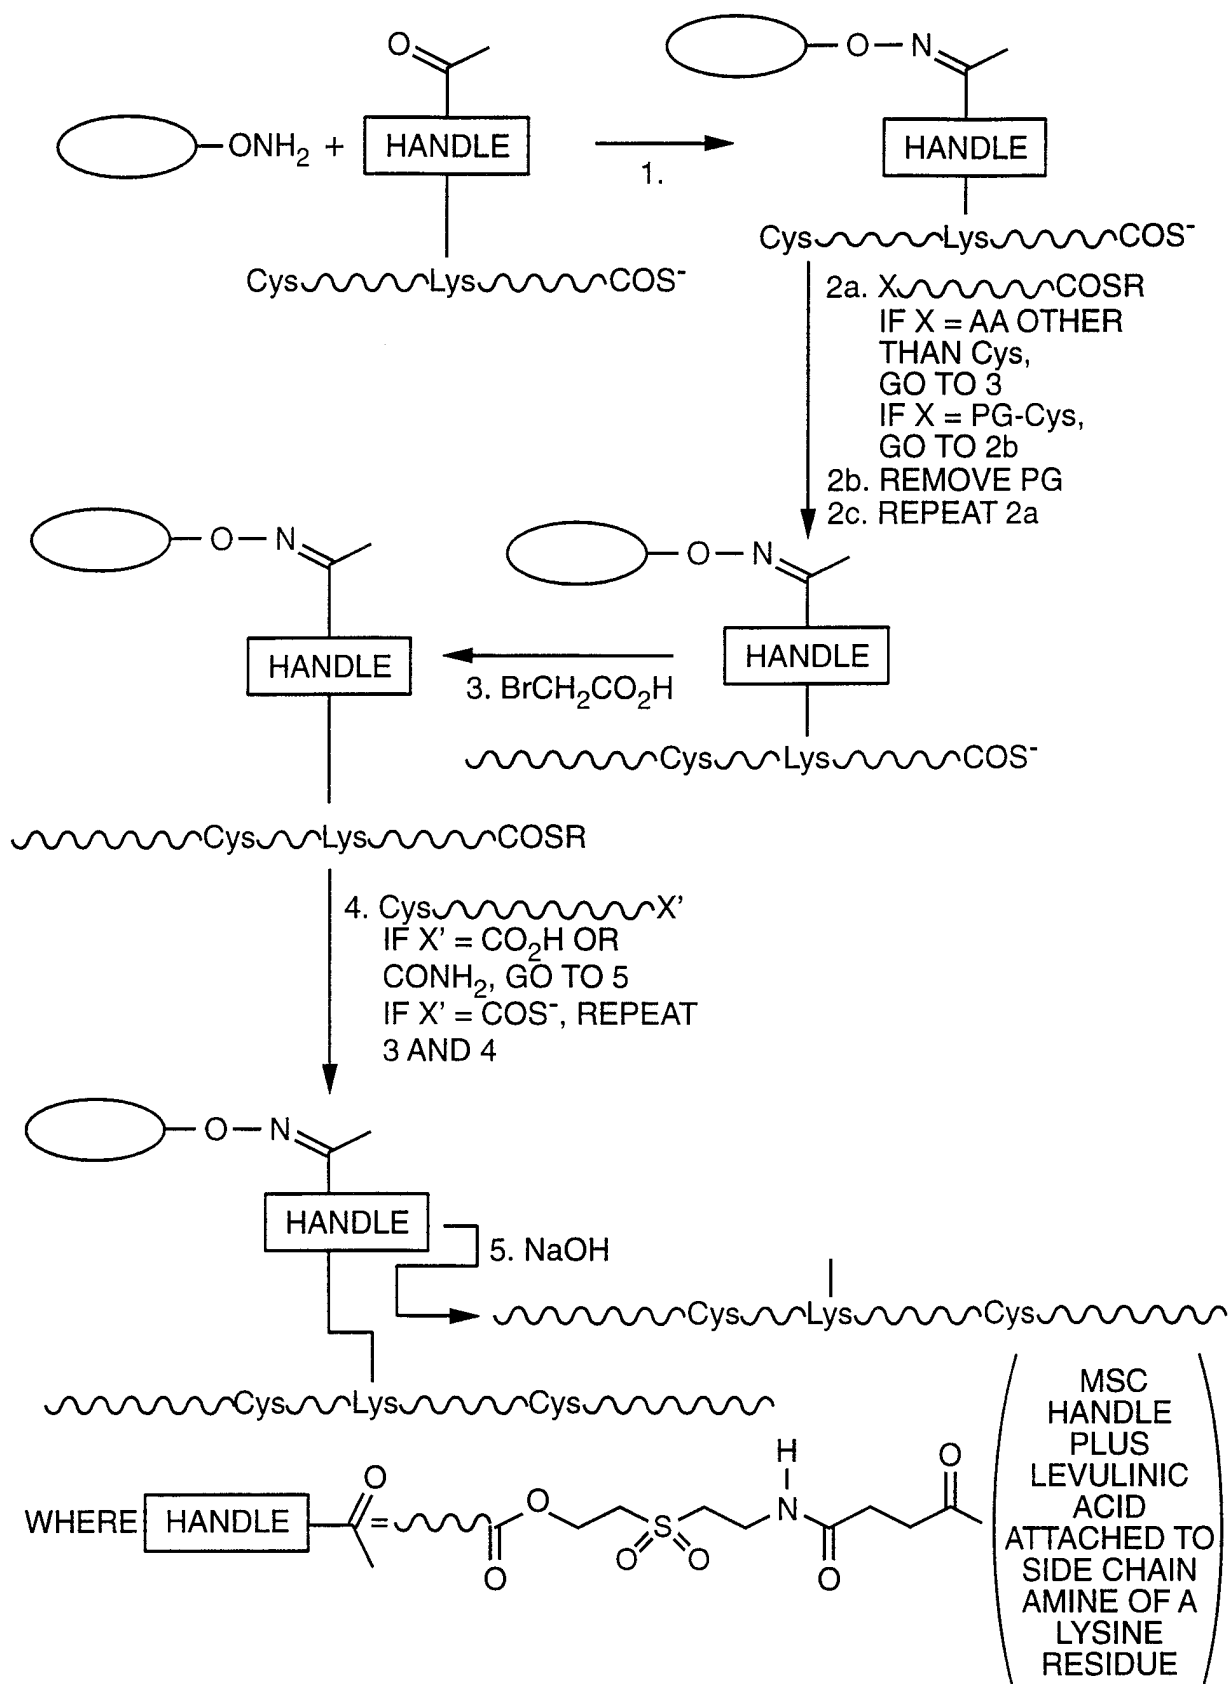 O
O—N
ONH2 + HANDLE
1.
HANDLE
Cys Lys COS-
Cys Lys COS-
2a. X COSR
IF X = AA OTHER
THAN Cys,
GO TO 3
IF X = PG-Cys,
GO TO 2b
2b. REMOVE PG
2c. REPEAT 2a
O—N
O—N
HANDLE
HANDLE
3. BrCH2CO2H
Cys Lys COS-
Cys Lys COSR
4. Cys X'
IF X' = CO2H OR
CONH2, GO TO 5
IF X' = COS-, REPEAT
3 AND 4
O—N
HANDLE
5. NaOH
Cys Lys Cys
Cys Lys Cys
WHERE HANDLE O = O O S O O H N O O
MSC
HANDLE
PLUS
LEVULINIC
ACID
ATTACHED TO
SIDE CHAIN
AMINE OF A
LYSINE
RESIDUE